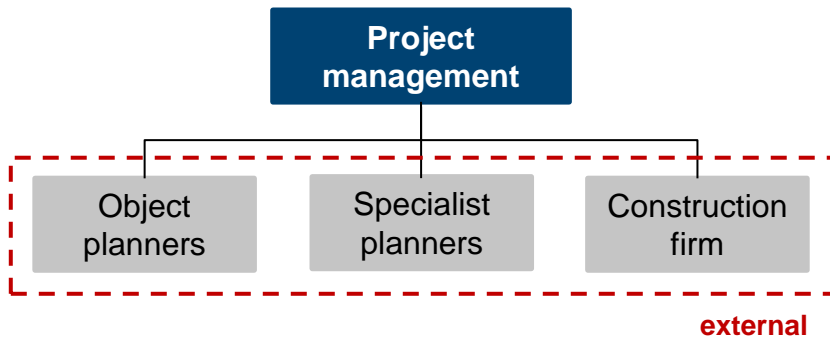 Project
management
Object
planners
Specialist
planners
Construction
firm
external